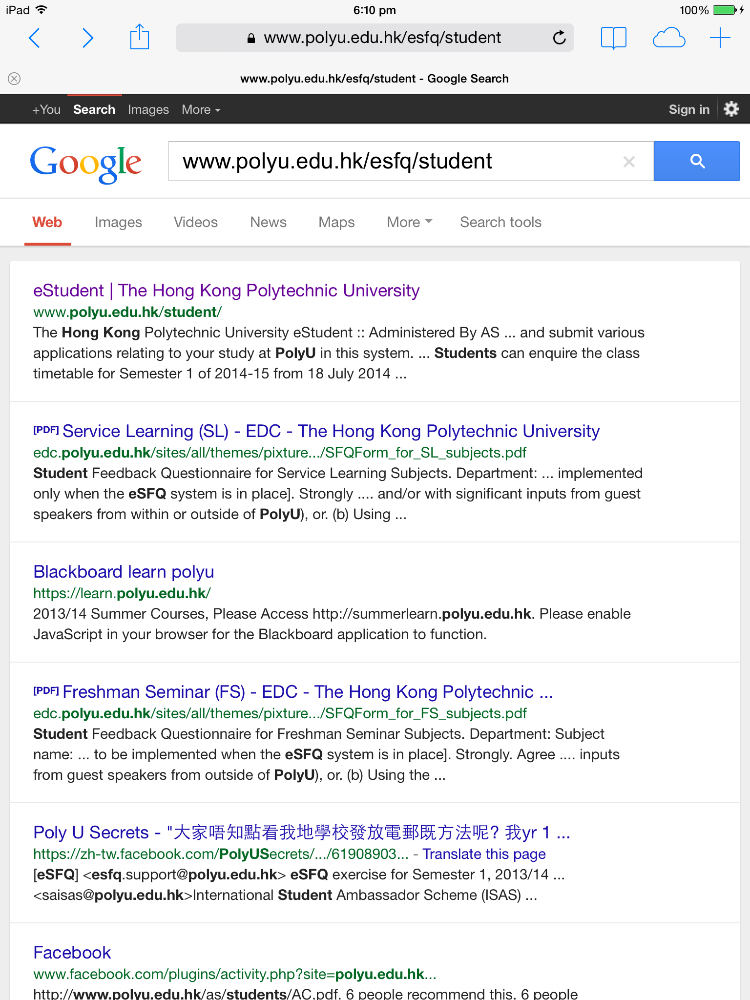 iPad 6:10 pm 100%
www.polyu.edu.hk/esfq/student
www.polyu.edu.hk/esfq/student - Google Search
+You Search Images More Sign in
Google www.polyu.edu.hk/esfq/student
Web Images Videos News Maps More Search tools
eStudent | The Hong Kong Polytechnic University
www.polyu.edu.hk/student/
The Hong Kong Polytechnic University eStudent :: Administered By AS ... and submit various
applications relating to your study at PolyU in this system. ... Students can enquire the class
timetable for Semester 1 of 2014-15 from 18 July 2014 ...
[PDF] Service Learning (SL) - EDC - The Hong Kong Polytechnic University
edc.polyu.edu.hk/sites/all/themes/pixture.../SFQForm_for_SL_subjects.pdf
Student Feedback Questionnaire for Service Learning Subjects. Department: ... implemented
only when the eSFQ system is in place]. Strongly .... and/or with significant inputs from guest
speakers from within or outside of PolyU), or. (b) Using ...
Blackboard learn polyu
https://learn.polyu.edu.hk/
2013/14 Summer Courses, Please Access http://summerlearn.polyu.edu.hk. Please enable
JavaScript in your browser for the Blackboard application to function.
[PDF] Freshman Seminar (FS) - EDC - The Hong Kong Polytechnic ...
edc.polyu.edu.hk/sites/all/themes/pixture.../SFQForm_for_FS_subjects.pdf
Student Feedback Questionnaire for Freshman Seminar Subjects. Department: Subject
name: ... to be implemented when the eSFQ system is in place]. Strongly. Agree .... inputs
from guest speakers from outside of PolyU), or. (b) Using the ...
Poly U Secrets - "大家唔知點看我地學校發放電郵既方法呢? 我yr 1 ...
https://zh-tw.facebook.com/PolyUSecrets/.../61908903... - Translate this page
[eSFQ] <esfq.support@polyu.edu.hk> eSFQ exercise for Semester 1, 2013/14 ...
<saisas@polyu.edu.hk>International Student Ambassador Scheme (ISAS) ...
Facebook
www.facebook.com/plugins/activity.php?site=polyu.edu.hk...
http://www.polyu.edu.hk/as/students/AC.pdf. 6 people recommend this. 6 people